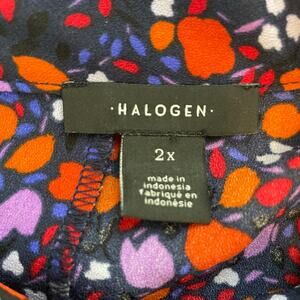 ·HALOGEN·
2x
made in
indonesia
fabriqué en
indonésie